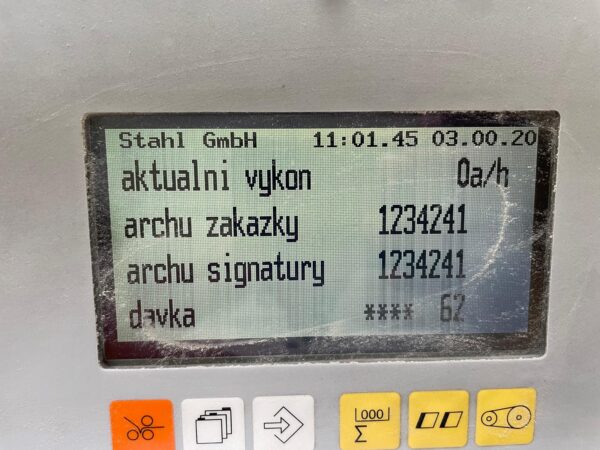 Stahl GmbH 11:01.45 03.00.20
aktualni vykon 0a/h
archu zakazky 1234241
archu signatury 1234241
davka **** 62
000
Σ